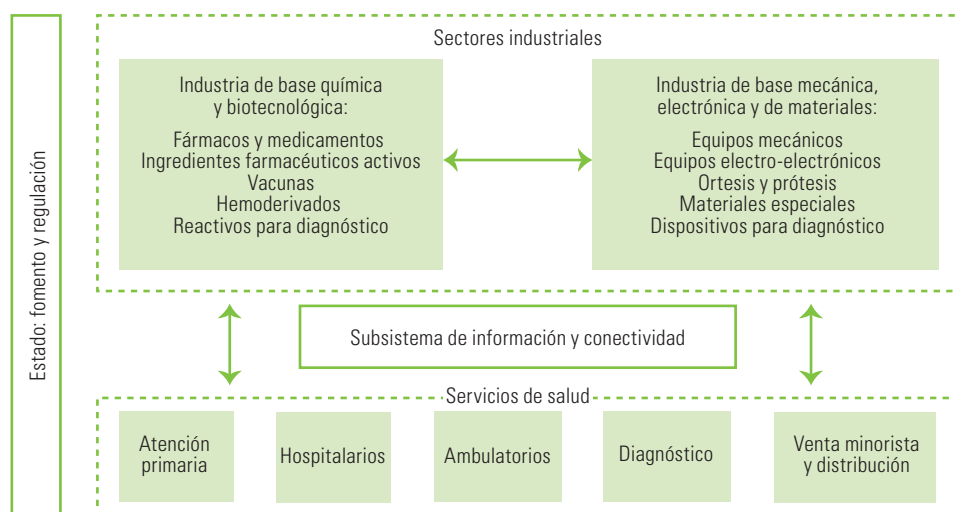 Estado: fomento y regulación
Sectores industriales
Industria de base química
y biotecnológica:
Fármacos y medicamentos
Ingredientes farmacéuticos activos
Vacunas
Hemoderivados
Reactivos para diagnóstico
Industria de base mecánica,
electrónica y de materiales:
Equipos mecánicos
Equipos electro-electrónicos
Ortesis y prótesis
Materiales especiales
Dispositivos para diagnóstico
Subsistema de información y conectividad
Servicios de salud
Atención
primaria
Hospitalarios
Ambulatorios
Diagnóstico
Venta minorista
y distribución